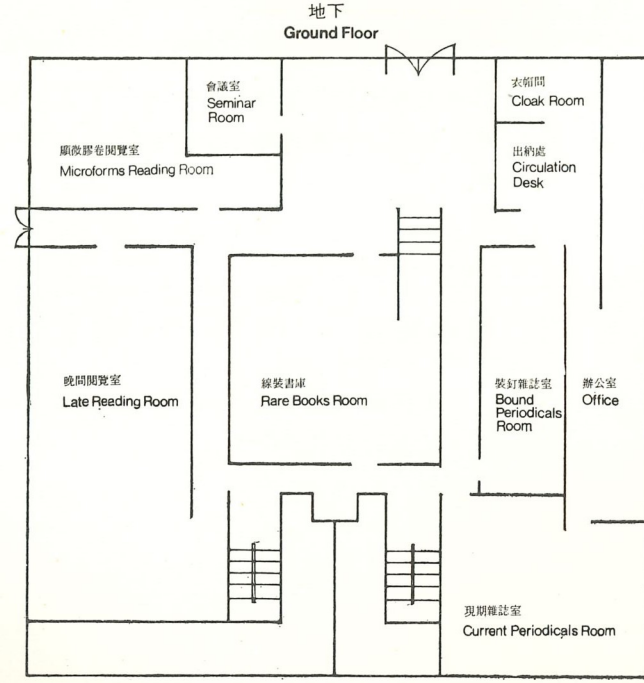 地下
Ground Floor
會議室
Seminar
Room
衣帽間
Cloak Room
顯微膠卷閱覽室
Microforms Reading Room
出納處
Circulation
Desk
晚間閱覽室
Late Reading Room
線裝書庫
Rare Books Room
裝釘雜誌室
Bound
Periodicals
Room
辦公室
Office
現期雜誌室
Current Periodicals Room